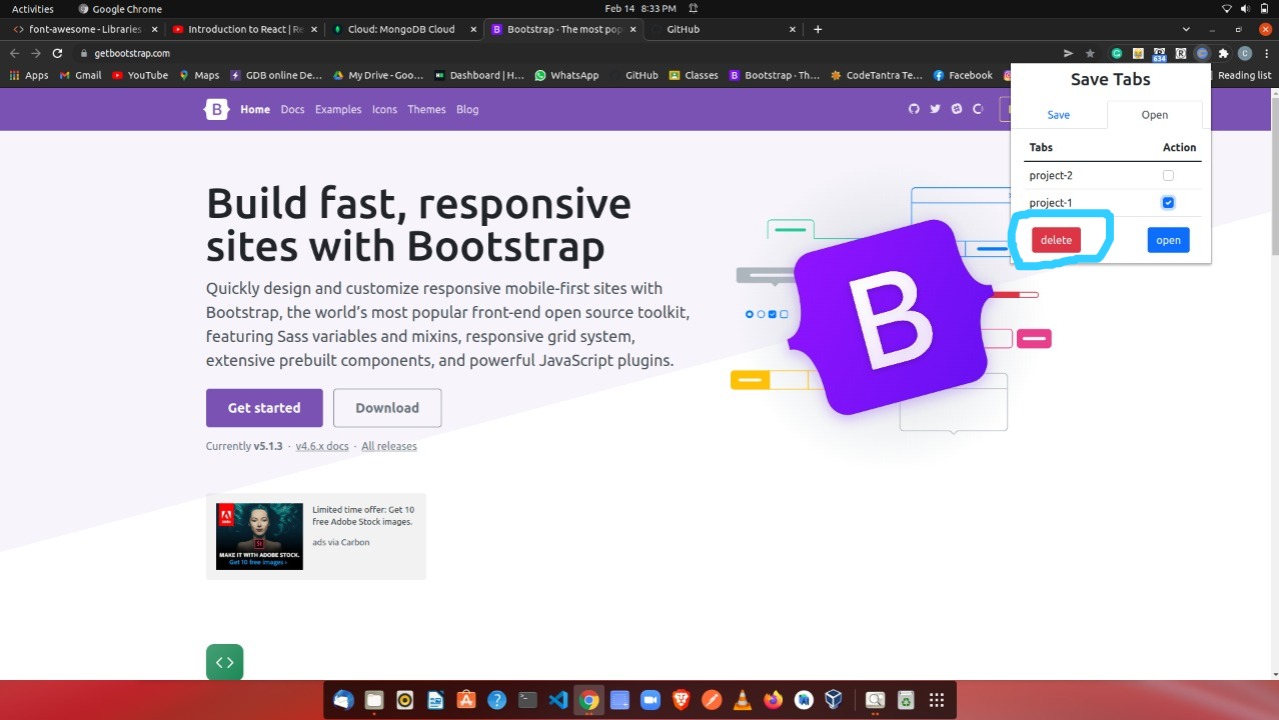 Activities Google Chrome Feb 14 8:33 PM
font-awesome - Libraries Introduction to React | Re Cloud: MongoDB Cloud Bootstrap · The most pop GitHub
getbootstrap.com 634 C
Apps Gmail YouTube Maps GDB online De... My Drive - Goo... Dashboard | H... WhatsApp GitHub Classes Bootstrap · Th... CodeTantra Te... Facebook Reading list
B Home Docs Examples Icons Themes Blog
Save Tabs
Save Open
Tabs Action
project-2
project-1
delete open
Build fast, responsive
sites with Bootstrap
Quickly design and customize responsive mobile-first sites with
Bootstrap, the world's most popular front-end open source toolkit,
featuring Sass variables and mixins, responsive grid system,
extensive prebuilt components, and powerful JavaScript plugins.
B
Get started Download
Currently v5.1.3 · v4.6.x docs · All releases
Adobe
St
MAKE IT WITH ADOBE STOCK.
Get 10 free images ›
Limited time offer: Get 10
free Adobe Stock images.
ads via Carbon